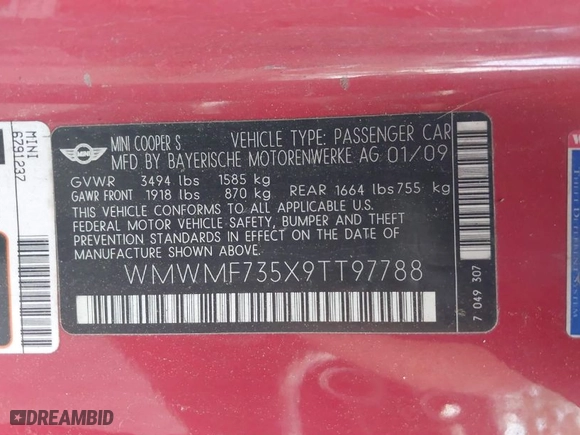 MINI
6291237
MINI COOPER S VEHICLE TYPE: PASSENGER CAR
MFD BY BAYERISCHE MOTORENWERKE AG 01/09
GVWR 3494 lbs 1585 kg
GAWR FRONT 1918 lbs 870 kg REAR 1664 lbs 755 kg
THIS VEHICLE CONFORMS TO ALL APPLICABLE U.S.
FEDERAL MOTOR VEHICLE SAFETY, BUMPER AND THEFT
PREVENTION STANDARDS IN EFFECT ON THE DATE OF
MANUFACTURE SHOWN ABOVE.
WMWMF735X9TT97788
7 049 307
DREAMBID